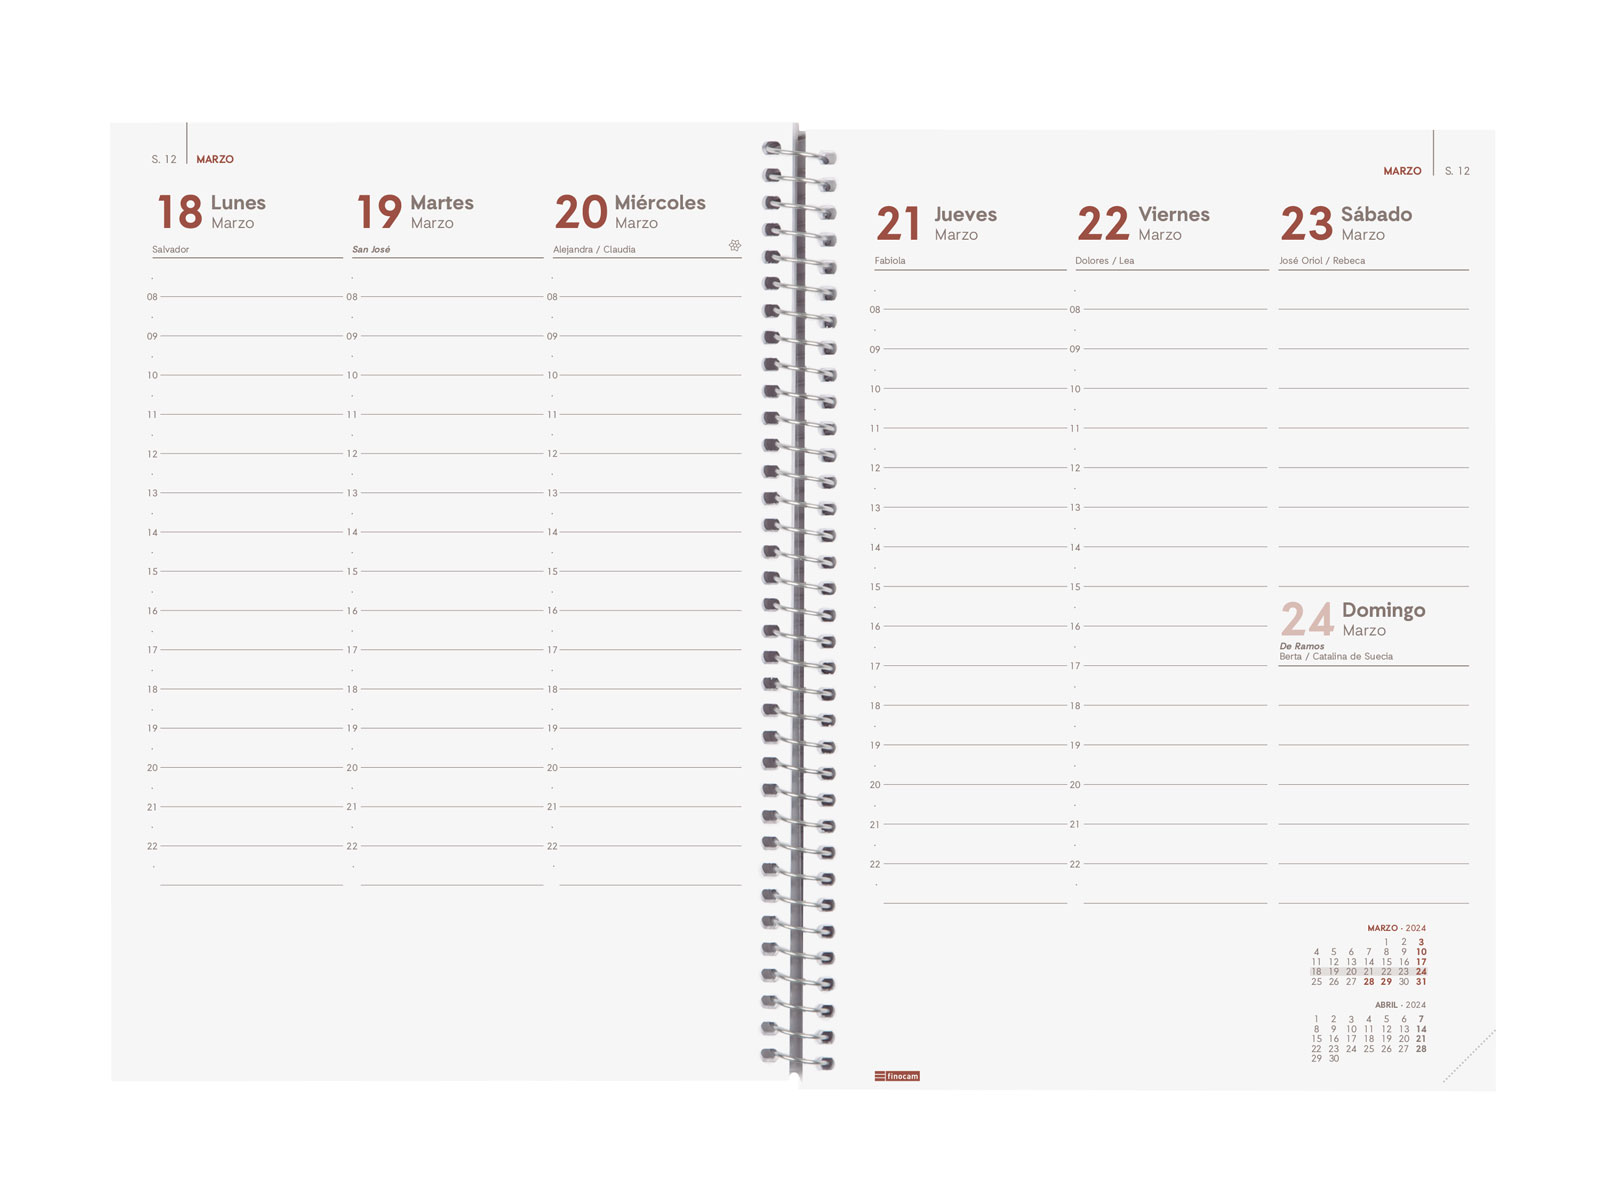 S. 12 MARZO
18 Lunes
Marzo
Salvador
08
09
10
11
12
13
14
15
16
17
18
19
20
21
22
19 Martes
Marzo
San José
08
09
10
11
12
13
14
15
16
17
18
19
20
21
22
20 Miércoles
Marzo
Alejandra / Claudia
08
09
10
11
12
13
14
15
16
17
18
19
20
21
22
MARZO S. 12
21 Jueves
Marzo
Fabiola
08
09
10
11
12
13
14
15
16
17
18
19
20
21
22
22 Viernes
Marzo
Dolores / Lea
08
09
10
11
12
13
14
15
16
17
18
19
20
21
22
23 Sábado
Marzo
José Oriol / Rebeca
24 Domingo
Marzo
De Ramos
Berta / Catalina de Suecia
MARZO - 2024
1 2 3
4 5 6 7 8 9 10
11 12 13 14 15 16 17
18 19 20 21 22 23 24
25 26 27 28 29 30 31
ABRIL - 2024
1 2 3 4 5 6 7
8 9 10 11 12 13 14
15 16 17 18 19 20 21
22 23 24 25 26 27 28
29 30
finocam